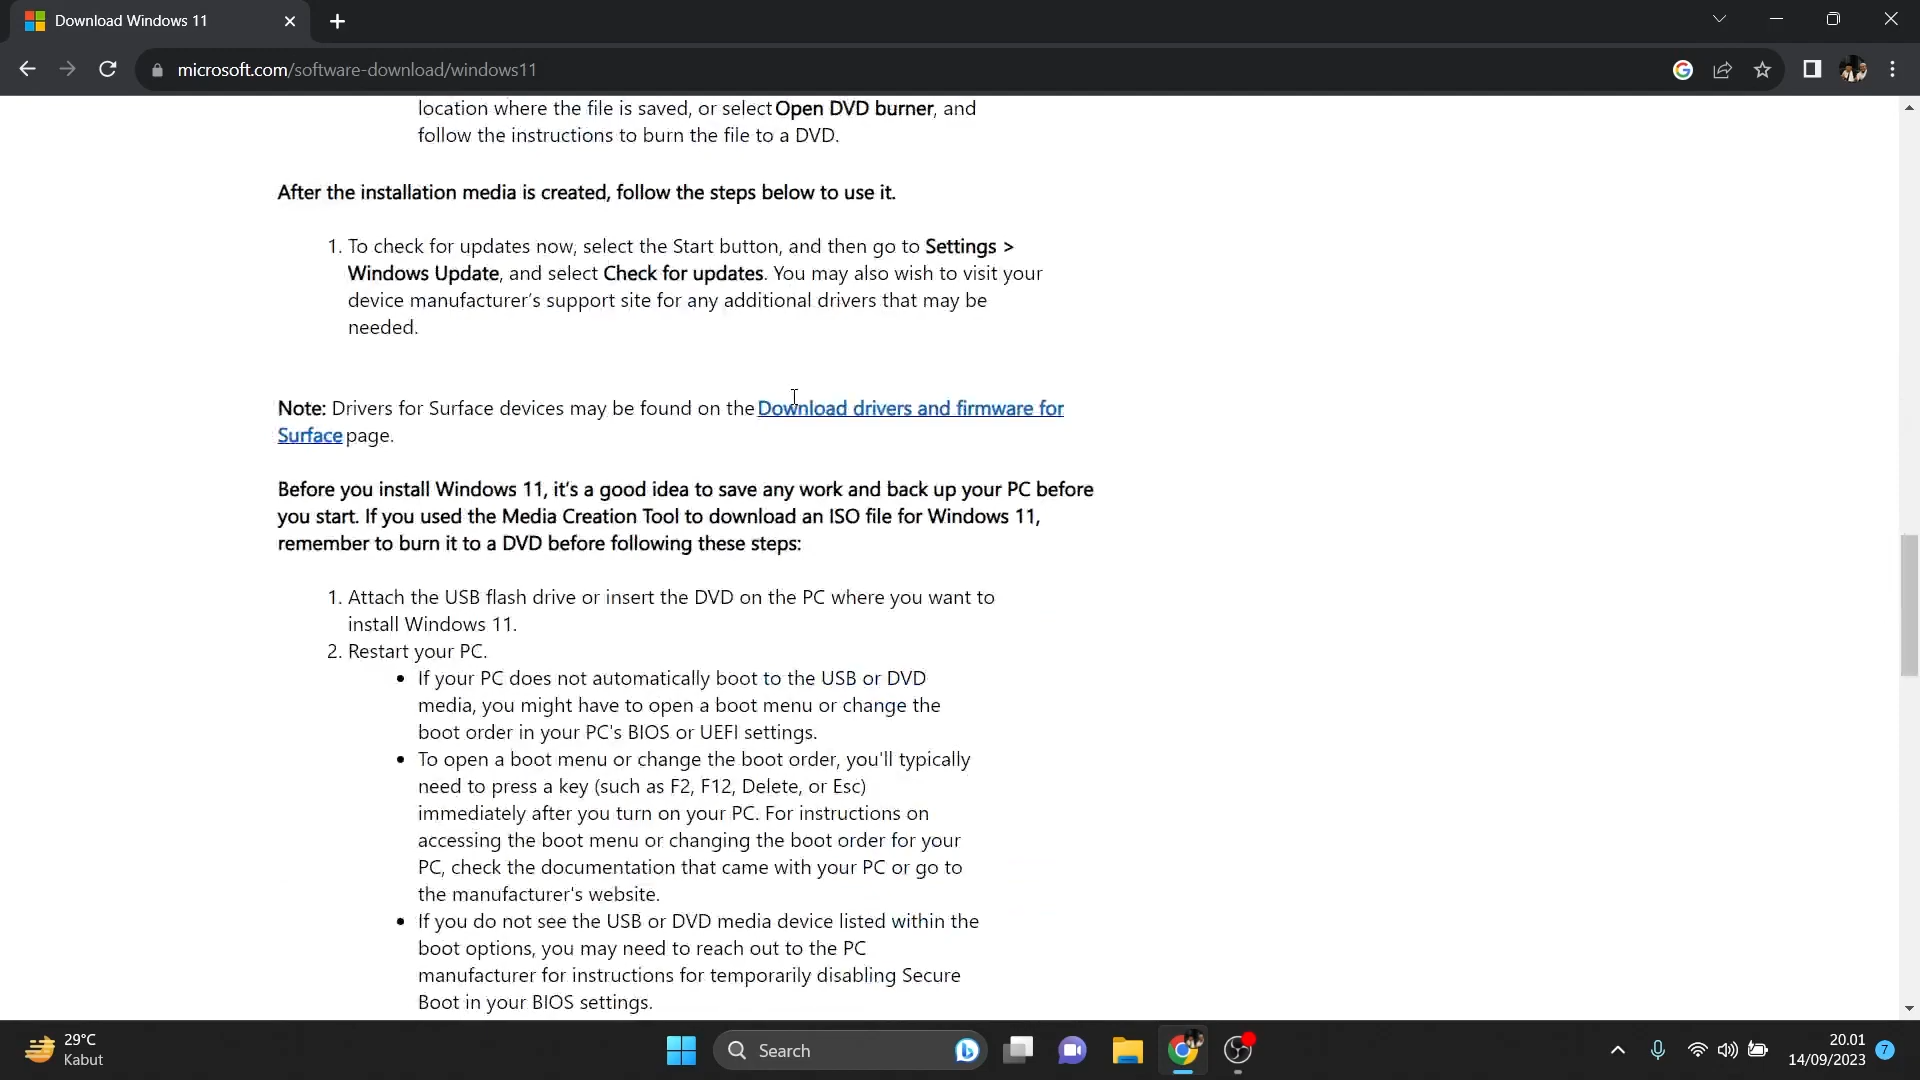 Download Windows 11
microsoft.com/software-download/windows11
location where the file is saved, or select Open DVD burner, and
follow the instructions to burn the file to a DVD.
After the installation media is created, follow the steps below to use it.
1. To check for updates now, select the Start button, and then go to Settings >
Windows Update, and select Check for updates. You may also wish to visit your
device manufacturer's support site for any additional drivers that may be
needed.
Note: Drivers for Surface devices may be found on the Download drivers and firmware for
Surface page.
Before you install Windows 11, it's a good idea to save any work and back up your PC before
you start. If you used the Media Creation Tool to download an ISO file for Windows 11,
remember to burn it to a DVD before following these steps:
1. Attach the USB flash drive or insert the DVD on the PC where you want to
install Windows 11.
2. Restart your PC.
• If your PC does not automatically boot to the USB or DVD
media, you might have to open a boot menu or change the
boot order in your PC's BIOS or UEFI settings.
• To open a boot menu or change the boot order, you'll typically
need to press a key (such as F2, F12, Delete, or Esc)
immediately after you turn on your PC. For instructions on
accessing the boot menu or changing the boot order for your
PC, check the documentation that came with your PC or go to
the manufacturer's website.
• If you do not see the USB or DVD media device listed within the
boot options, you may need to reach out to the PC
manufacturer for instructions for temporarily disabling Secure
Boot in your BIOS settings.
29°C
Kabut
Search
20.01
14/09/2023
7